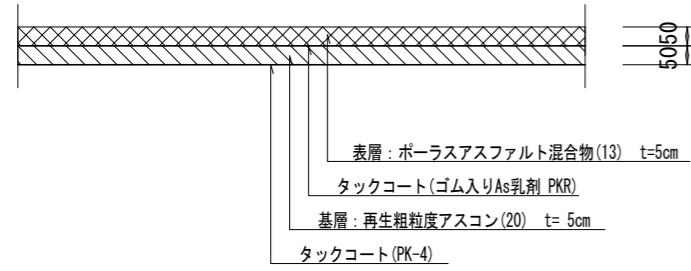 50
50
表層：ポーラスアスファルト混合物(13) t=5cm
タックコート(ゴム入りAs乳剤 PKR)
基層：再生粗粒度アスコン(20) t= 5cm
タックコート(PK-4)